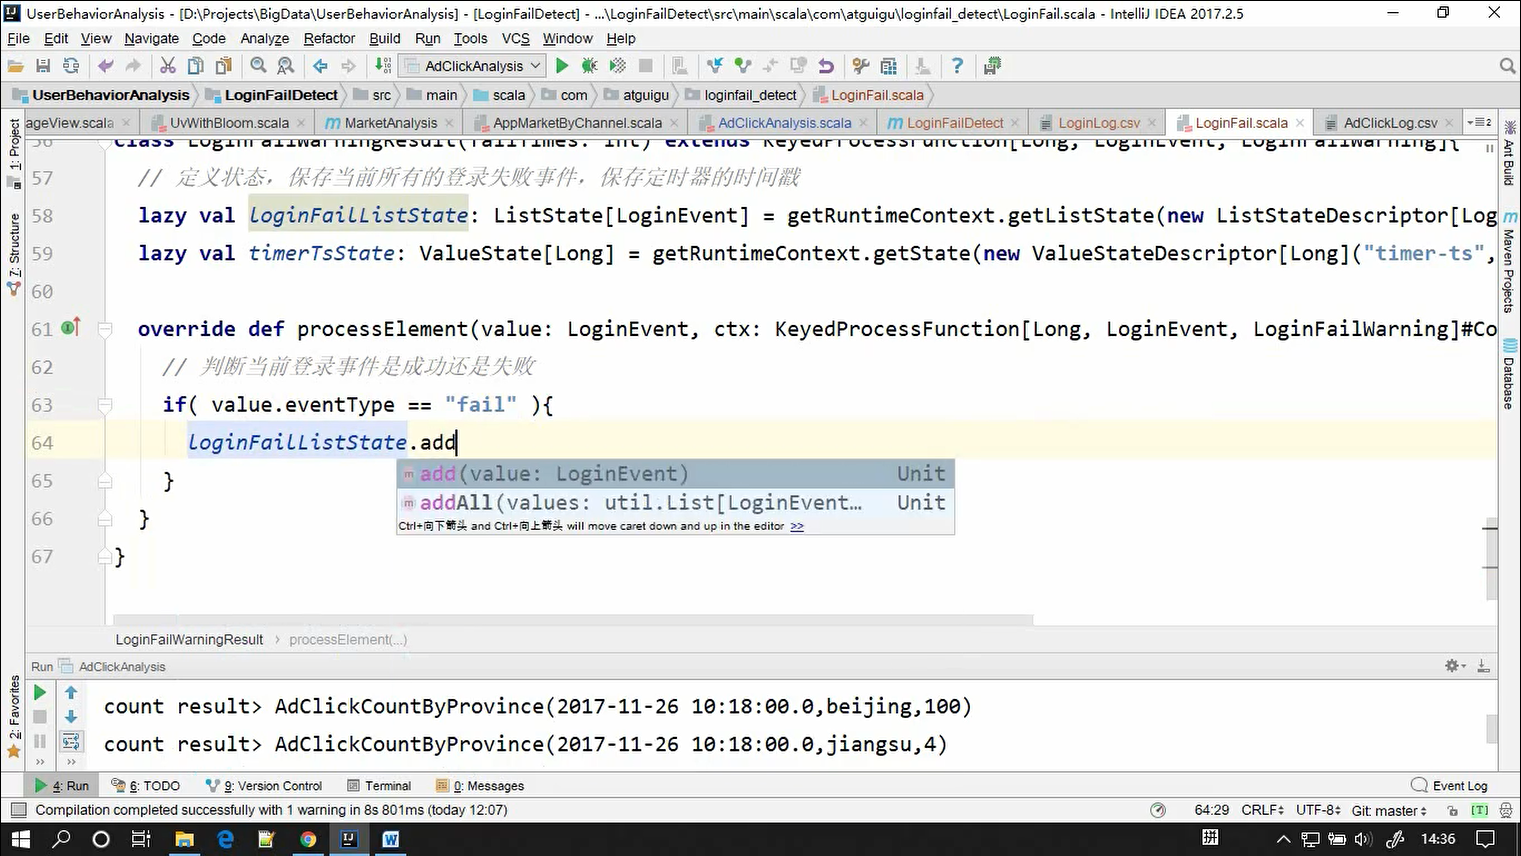 UserBehaviorAnalysis - [D:\Projects\BigData\UserBehaviorAnalysis] - [LoginFailDetect] - ...\LoginFailDetect\src\main\scala\com\atguigu\loginfail_detect\LoginFail.scala - IntelliJ IDEA 2017.2.5
File Edit View Navigate Code Analyze Refactor Build Run Tools VCS Window Help
AdClickAnalysis
UserBehaviorAnalysis LoginFailDetect src main scala com atguigu loginfail_detect LoginFail.scala
ageView.scala UvWithBloom.scala MarketAnalysis AppMarketByChannel.scala AdClickAnalysis.scala LoginFailDetect LoginLog.csv LoginFail.scala AdClickLog.csv
1: Project
7: Structure
2: Favorites
Ant Build
Maven Projects
Database
56 class LoginFailWarningResult(failTimes: Int) extends KeyedProcessFunction[Long, LoginEvent, LoginFailWarning]{
57 // 定义状态，保存当前所有的登录失败事件，保存定时器的时间戳
58 lazy val loginFailListState: ListState[LoginEvent] = getRuntimeContext.getListState(new ListStateDescriptor[Log
59 lazy val timerTsState: ValueState[Long] = getRuntimeContext.getState(new ValueStateDescriptor[Long]("timer-ts",
60
61 override def processElement(value: LoginEvent, ctx: KeyedProcessFunction[Long, LoginEvent, LoginFailWarning]#Co
62 // 判断当前登录事件是成功还是失败
63 if( value.eventType == "fail" ){
64 loginFailListState.add
add(value: LoginEvent) Unit
addAll(values: util.List[LoginEvent… Unit
Ctrl+向下箭头 and Ctrl+向上箭头 will move caret down and up in the editor >>
65 }
66 }
67 }
LoginFailWarningResult › processElement(...)
Run AdClickAnalysis
count result> AdClickCountByProvince(2017-11-26 10:18:00.0,beijing,100)
count result> AdClickCountByProvince(2017-11-26 10:18:00.0,jiangsu,4)
4: Run 6: TODO 9: Version Control Terminal 0: Messages Event Log
Compilation completed successfully with 1 warning in 8s 801ms (today 12:07) 64:29 CRLF UTF-8 Git: master [T]
拼 14:36